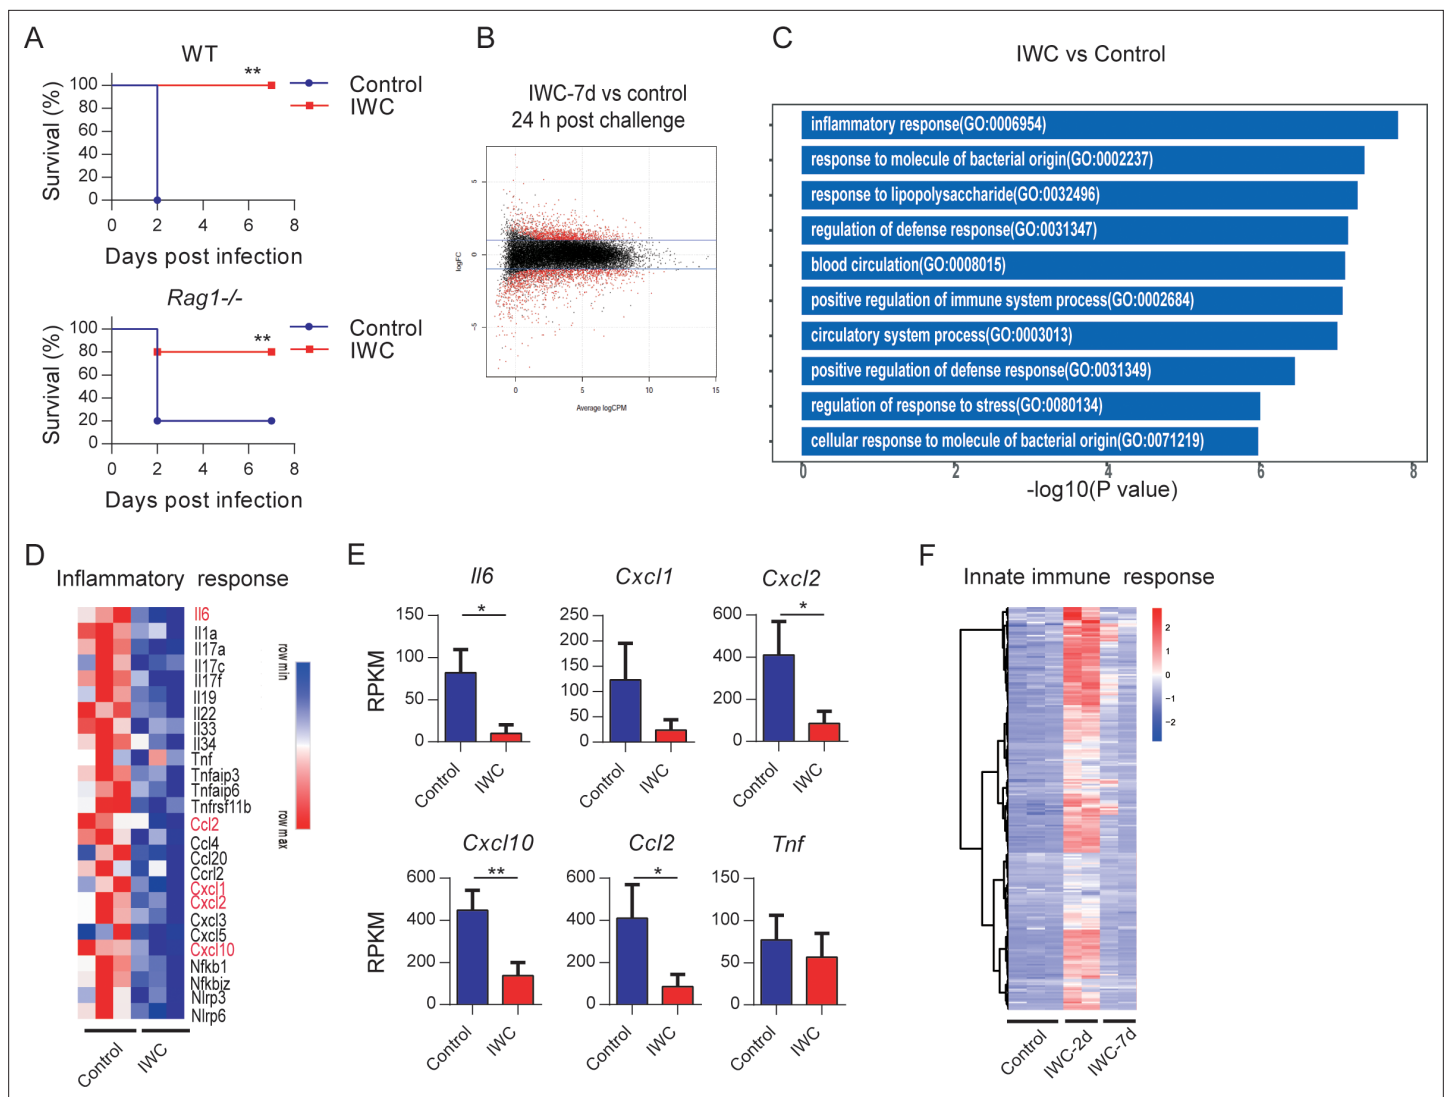 A
WT
**
Control
IWC
Survival (%)
100
80
60
40
20
0
0 2 4 6 8
Days post infection
Rag1-/-
**
Control
IWC
Survival (%)
100
80
60
40
20
0
0 2 4 6 8
Days post infection
B
IWC-7d vs control
24 h post challenge
logFC
5
0
-5
0 5 10 15
Average logCPM
C
IWC vs Control
inflammatory response(GO:0006954)
response to molecule of bacterial origin(GO:0002237)
response to lipopolysaccharide(GO:0032496)
regulation of defense response(GO:0031347)
blood circulation(GO:0008015)
positive regulation of immune system process(GO:0002684)
circulatory system process(GO:0003013)
positive regulation of defense response(GO:0031349)
regulation of response to stress(GO:0080134)
cellular response to molecule of bacterial origin(GO:0071219)
0 2 4 6 8
-log10(P value)
D
Inflammatory response
Il6
Il1a
Il17a
Il17c
Il17f
Il19
Il22
Il33
Il34
Tnf
Tnfaip3
Tnfaip6
Tnfrsf11b
Ccl2
Ccl4
Ccl20
Ccrl2
Cxcl1
Cxcl2
Cxcl3
Cxcl5
Cxcl10
Nfkb1
Nfkbiz
Nlrp3
Nlrp6
row min
row max
Control
IWC
E
Il6
RPKM
150
100
50
0
*
Control
IWC
Cxcl1
250
200
150
100
50
0
Control
IWC
Cxcl2
600
400
200
0
*
Control
IWC
Cxcl10
RPKM
600
400
200
0
**
Control
IWC
Ccl2
600
400
200
0
*
Control
IWC
Tnf
150
100
50
0
Control
IWC
F
Innate immune response
2
1
0
−1
−2
Control
IWC-2d
IWC-7d